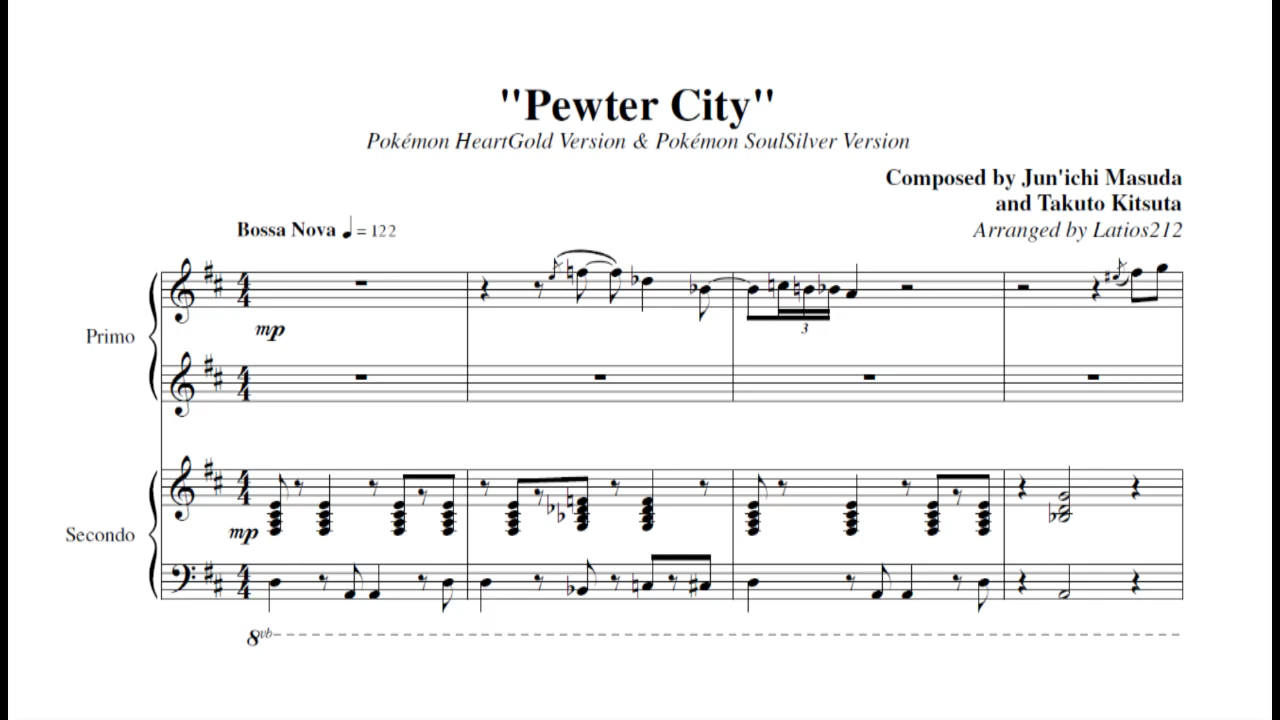 "Pewter City"
Pokémon HeartGold Version & Pokémon SoulSilver Version
Composed by Jun'ichi Masuda
and Takuto Kitsuta
Arranged by Latios212
Bossa Nova ♩ = 122
Primo
mp
3
Secondo
mp
8vb